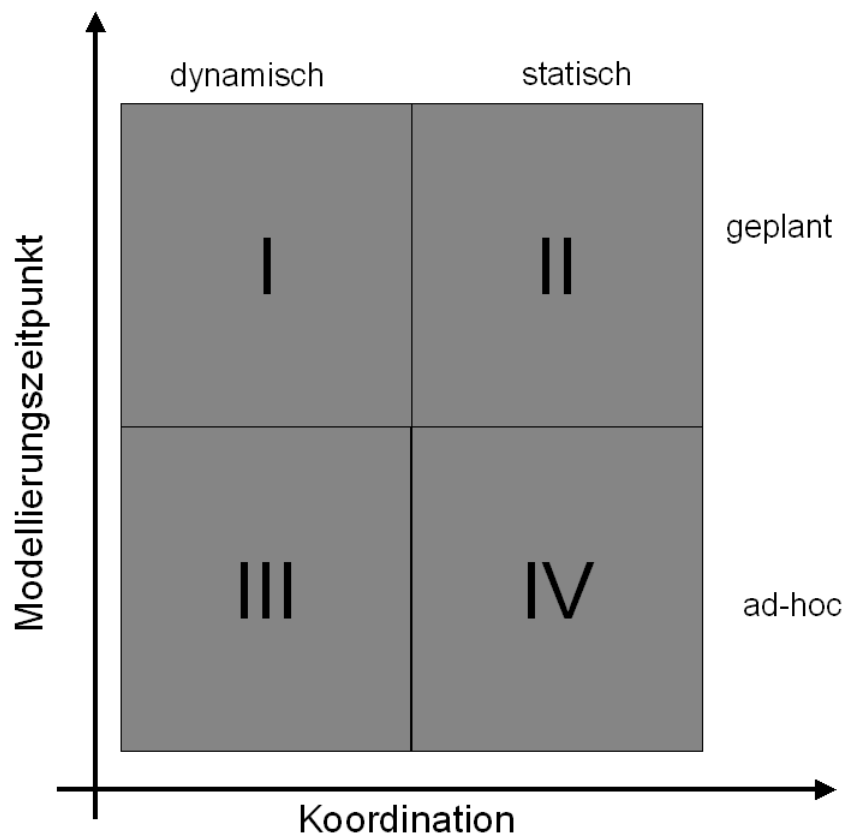 dynamisch
statisch
geplant
I
II
Modellierungszeitpunkt
III
IV
ad-hoc
Koordination